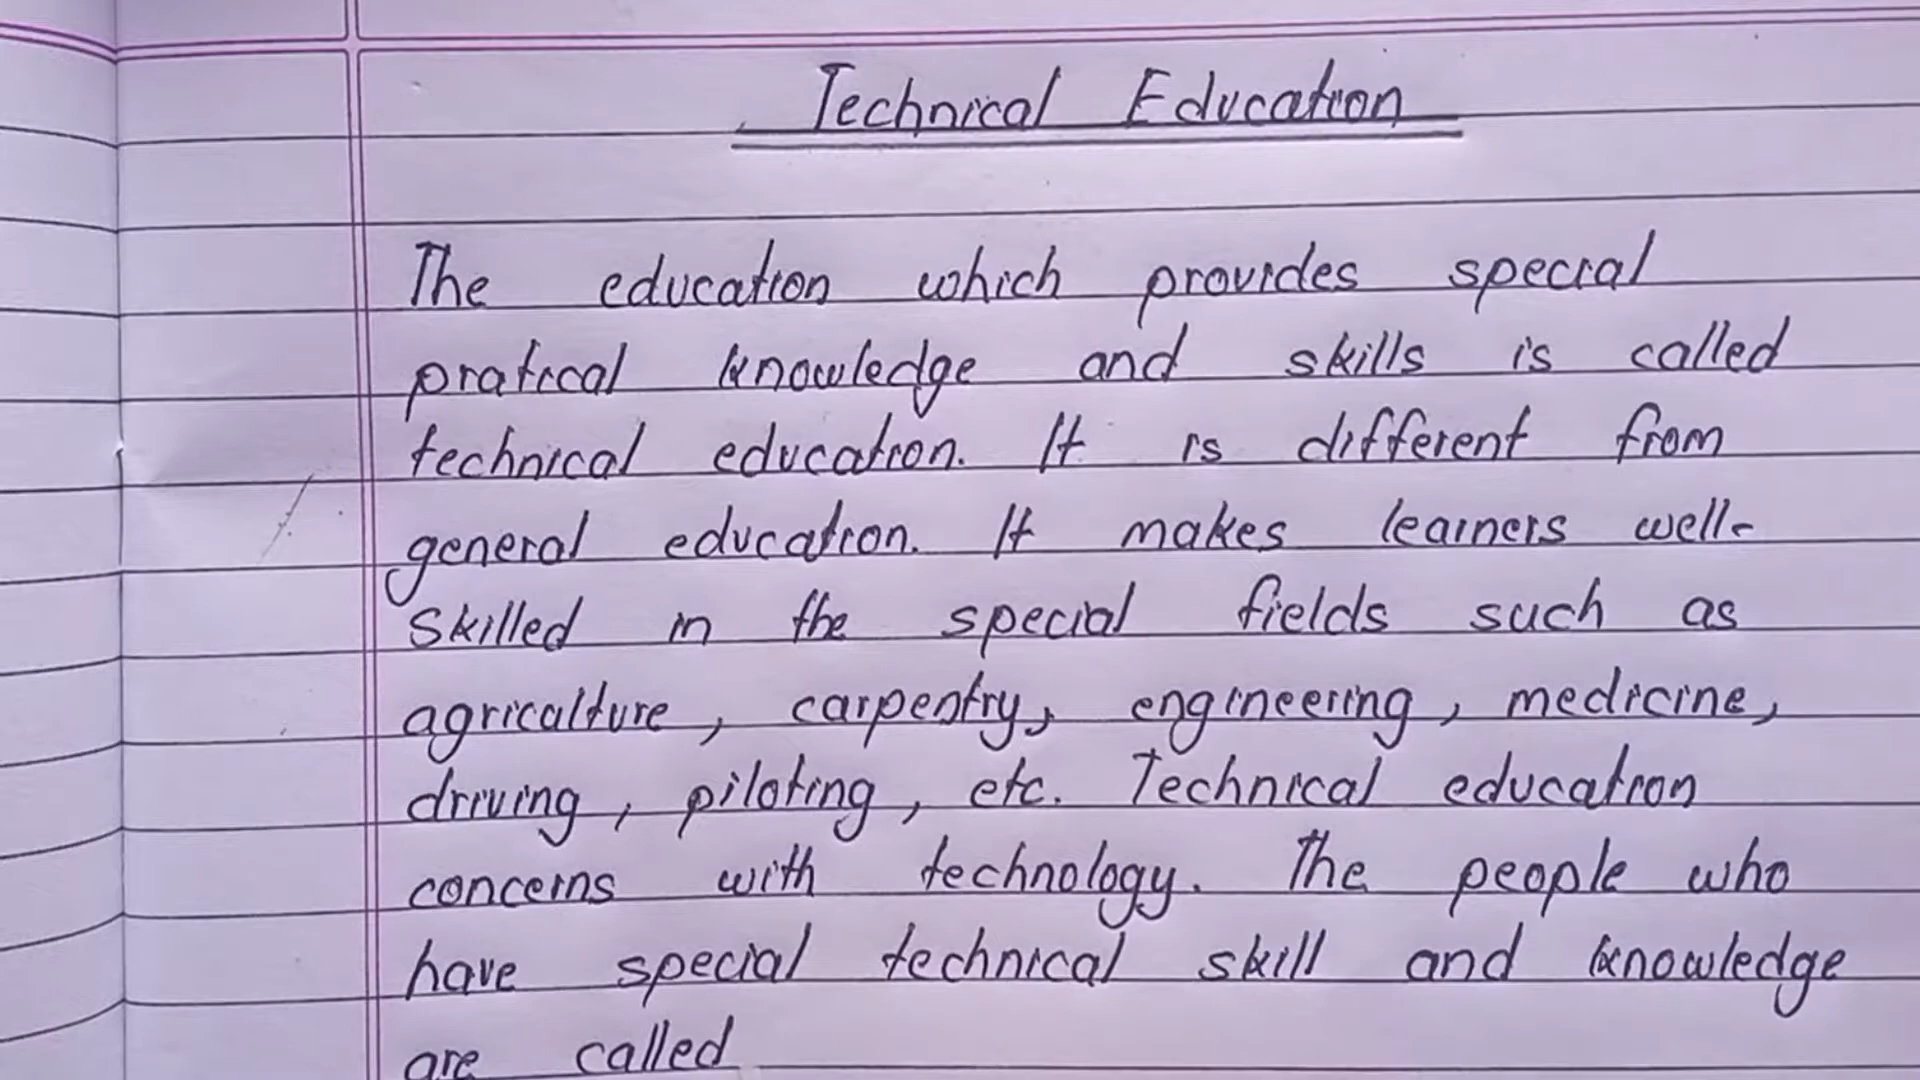 Technical Education
The education which provides special
pratical knowledge and skills is called
technical education. It is different from
general education. It makes learners well-
skilled in the special fields such as
agricalture, carpentry, engineering, medicine,
driving, piloting, etc. Technical education
concerns with technology. The people who
have special technical skill and knowledge
are called